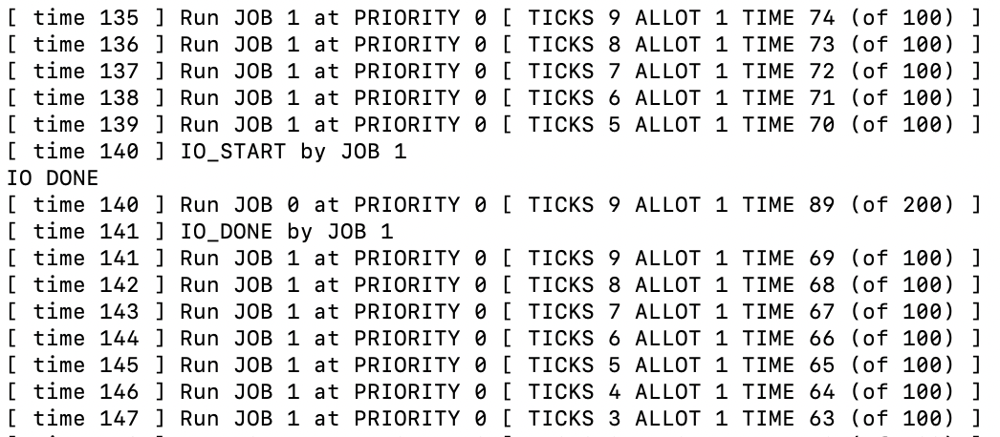 [ time 135 ] Run JOB 1 at PRIORITY 0 [ TICKS 9 ALLOT 1 TIME 74 (of 100) ]
[ time 136 ] Run JOB 1 at PRIORITY 0 [ TICKS 8 ALLOT 1 TIME 73 (of 100) ]
[ time 137 ] Run JOB 1 at PRIORITY 0 [ TICKS 7 ALLOT 1 TIME 72 (of 100) ]
[ time 138 ] Run JOB 1 at PRIORITY 0 [ TICKS 6 ALLOT 1 TIME 71 (of 100) ]
[ time 139 ] Run JOB 1 at PRIORITY 0 [ TICKS 5 ALLOT 1 TIME 70 (of 100) ]
[ time 140 ] IO_START by JOB 1
IO DONE
[ time 140 ] Run JOB 0 at PRIORITY 0 [ TICKS 9 ALLOT 1 TIME 89 (of 200) ]
[ time 141 ] IO_DONE by JOB 1
[ time 141 ] Run JOB 1 at PRIORITY 0 [ TICKS 9 ALLOT 1 TIME 69 (of 100) ]
[ time 142 ] Run JOB 1 at PRIORITY 0 [ TICKS 8 ALLOT 1 TIME 68 (of 100) ]
[ time 143 ] Run JOB 1 at PRIORITY 0 [ TICKS 7 ALLOT 1 TIME 67 (of 100) ]
[ time 144 ] Run JOB 1 at PRIORITY 0 [ TICKS 6 ALLOT 1 TIME 66 (of 100) ]
[ time 145 ] Run JOB 1 at PRIORITY 0 [ TICKS 5 ALLOT 1 TIME 65 (of 100) ]
[ time 146 ] Run JOB 1 at PRIORITY 0 [ TICKS 4 ALLOT 1 TIME 64 (of 100) ]
[ time 147 ] Run JOB 1 at PRIORITY 0 [ TICKS 3 ALLOT 1 TIME 63 (of 100) ]